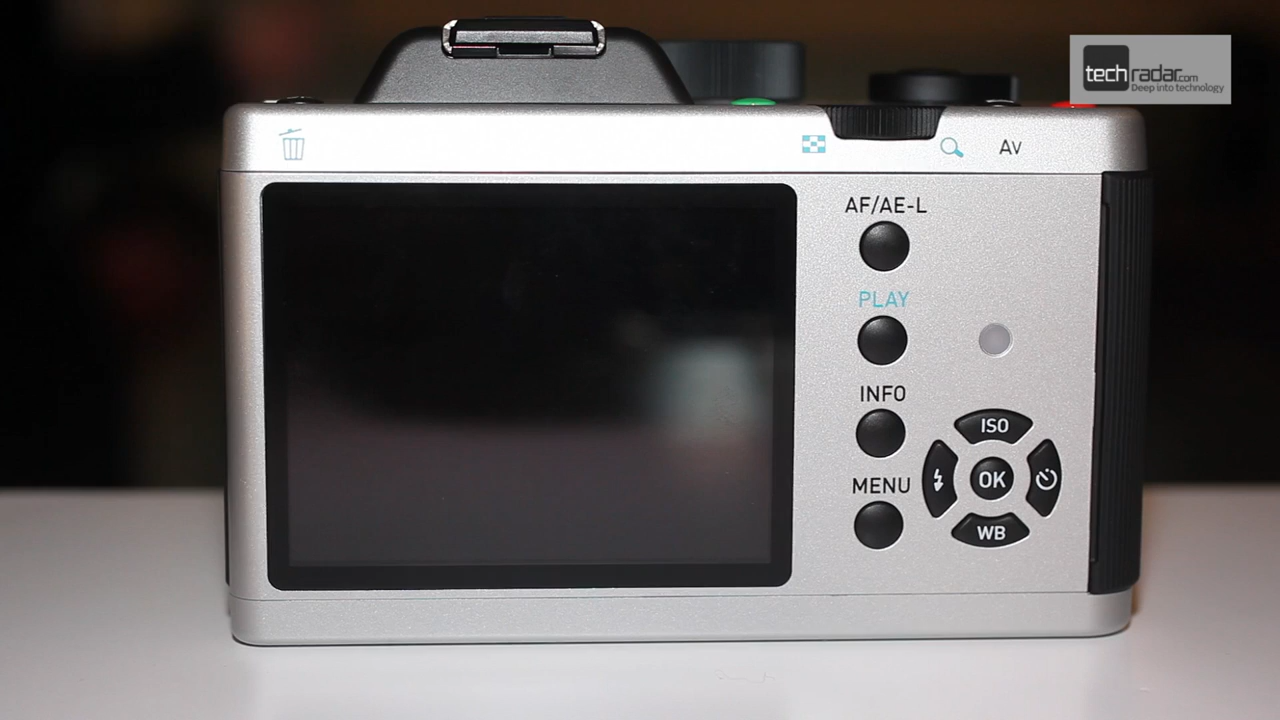 techradar.com
Deep into technology
Av
AF/AE-L
PLAY
INFO
MENU
ISO
OK
WB